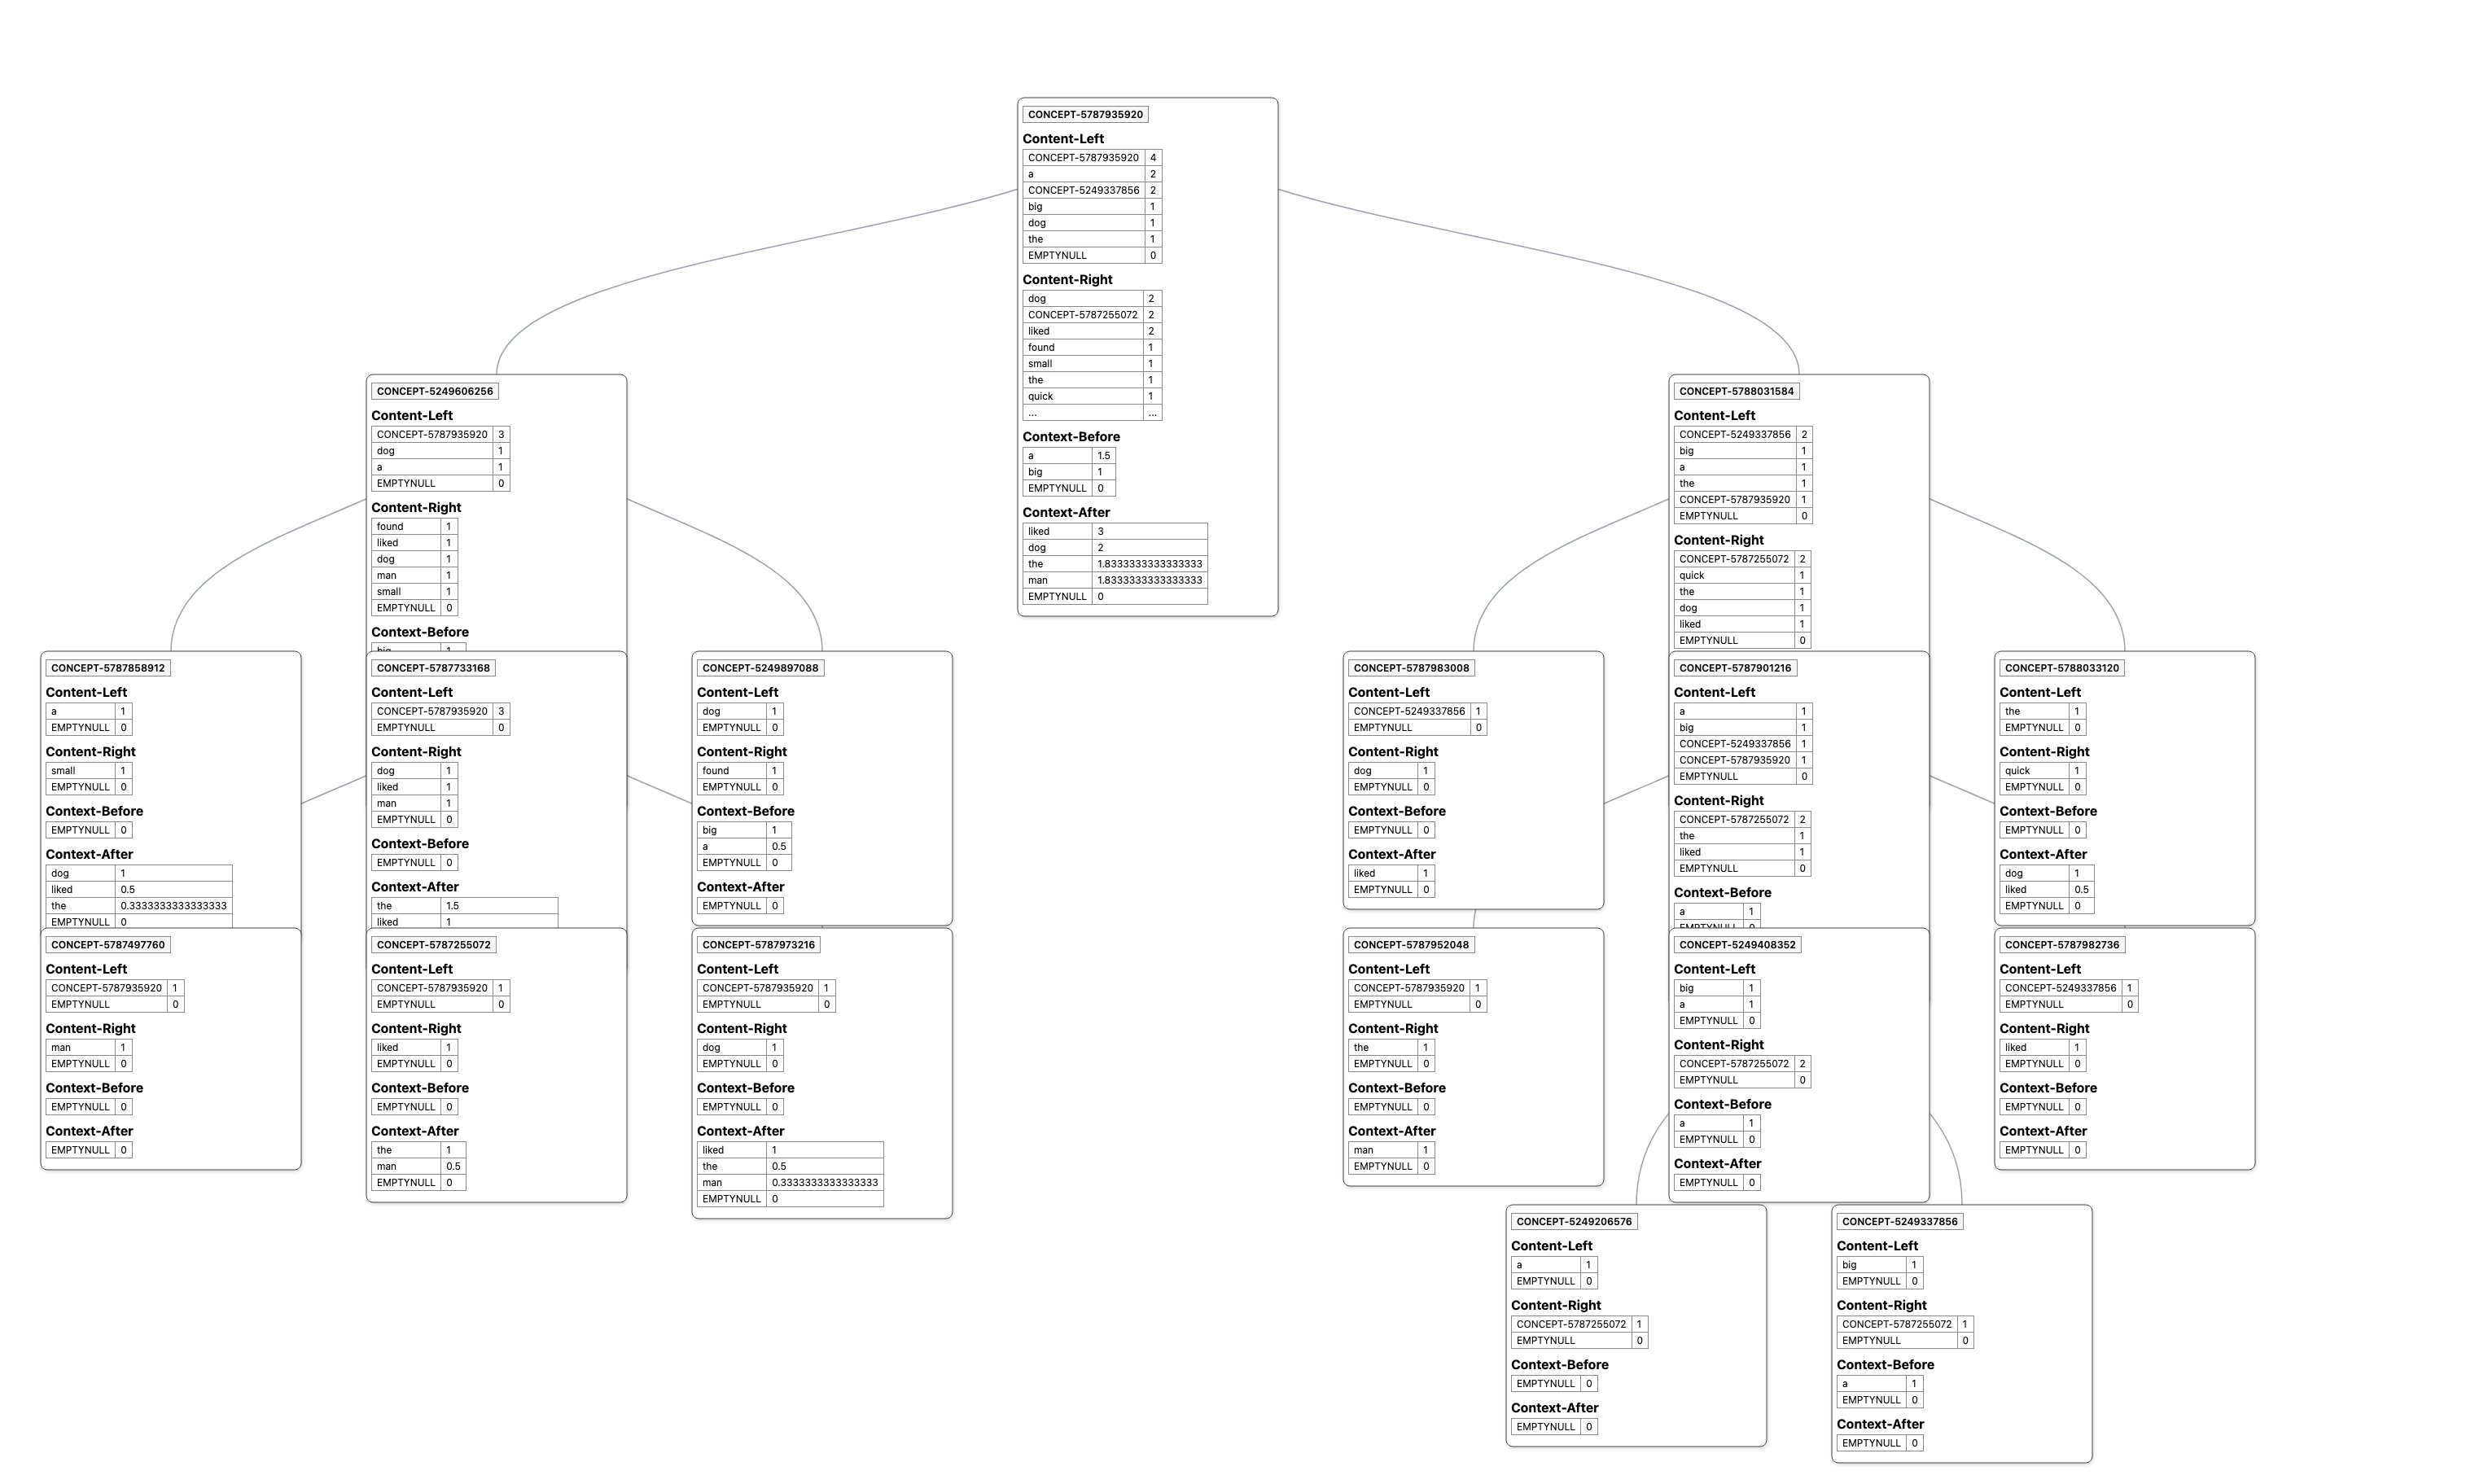 CONCEPT-5787935920
Content-Left
CONCEPT-5787935920 4
a 2
CONCEPT-5249337856 2
big 1
dog 1
the 1
EMPTYNULL 0
Content-Right
dog 2
CONCEPT-5787255072 2
liked 2
found 1
small 1
the 1
quick 1
... ...
Context-Before
a 1.5
big 1
EMPTYNULL 0
Context-After
liked 3
dog 2
the 1.8333333333333333
man 1.8333333333333333
EMPTYNULL 0
CONCEPT-5249606256
Content-Left
CONCEPT-5787935920 3
dog 1
a 1
EMPTYNULL 0
Content-Right
found 1
liked 1
dog 1
man 1
small 1
EMPTYNULL 0
Context-Before
big 1
CONCEPT-5788031584
Content-Left
CONCEPT-5249337856 2
big 1
a 1
the 1
CONCEPT-5787935920 1
EMPTYNULL 0
Content-Right
CONCEPT-5787255072 2
quick 1
the 1
dog 1
liked 1
EMPTYNULL 0
CONCEPT-5787858912
Content-Left
a 1
EMPTYNULL 0
Content-Right
small 1
EMPTYNULL 0
Context-Before
EMPTYNULL 0
Context-After
dog 1
liked 0.5
the 0.3333333333333333
EMPTYNULL 0
CONCEPT-5787733168
Content-Left
CONCEPT-5787935920 3
EMPTYNULL 0
Content-Right
dog 1
liked 1
man 1
EMPTYNULL 0
Context-Before
EMPTYNULL 0
Context-After
the 1.5
liked 1
CONCEPT-5249897088
Content-Left
dog 1
EMPTYNULL 0
Content-Right
found 1
EMPTYNULL 0
Context-Before
big 1
a 0.5
EMPTYNULL 0
Context-After
EMPTYNULL 0
CONCEPT-5787983008
Content-Left
CONCEPT-5249337856 1
EMPTYNULL 0
Content-Right
dog 1
EMPTYNULL 0
Context-Before
EMPTYNULL 0
Context-After
liked 1
EMPTYNULL 0
CONCEPT-5787901216
Content-Left
a 1
big 1
CONCEPT-5249337856 1
CONCEPT-5787935920 1
EMPTYNULL 0
Content-Right
CONCEPT-5787255072 2
the 1
liked 1
EMPTYNULL 0
Context-Before
a 1
EMPTYNULL 0
CONCEPT-5788033120
Content-Left
the 1
EMPTYNULL 0
Content-Right
quick 1
EMPTYNULL 0
Context-Before
EMPTYNULL 0
Context-After
dog 1
liked 0.5
EMPTYNULL 0
CONCEPT-5787497760
Content-Left
CONCEPT-5787935920 1
EMPTYNULL 0
Content-Right
man 1
EMPTYNULL 0
Context-Before
EMPTYNULL 0
Context-After
EMPTYNULL 0
CONCEPT-5787255072
Content-Left
CONCEPT-5787935920 1
EMPTYNULL 0
Content-Right
liked 1
EMPTYNULL 0
Context-Before
EMPTYNULL 0
Context-After
the 1
man 0.5
EMPTYNULL 0
CONCEPT-5787973216
Content-Left
CONCEPT-5787935920 1
EMPTYNULL 0
Content-Right
dog 1
EMPTYNULL 0
Context-Before
EMPTYNULL 0
Context-After
liked 1
the 0.5
man 0.3333333333333333
EMPTYNULL 0
CONCEPT-5787952048
Content-Left
CONCEPT-5787935920 1
EMPTYNULL 0
Content-Right
the 1
EMPTYNULL 0
Context-Before
EMPTYNULL 0
Context-After
man 1
EMPTYNULL 0
CONCEPT-5249408352
Content-Left
big 1
a 1
EMPTYNULL 0
Content-Right
CONCEPT-5787255072 2
EMPTYNULL 0
Context-Before
a 1
EMPTYNULL 0
Context-After
EMPTYNULL 0
CONCEPT-5787982736
Content-Left
CONCEPT-5249337856 1
EMPTYNULL 0
Content-Right
liked 1
EMPTYNULL 0
Context-Before
EMPTYNULL 0
Context-After
EMPTYNULL 0
CONCEPT-5249206576
Content-Left
a 1
EMPTYNULL 0
Content-Right
CONCEPT-5787255072 1
EMPTYNULL 0
Context-Before
EMPTYNULL 0
Context-After
EMPTYNULL 0
CONCEPT-5249337856
Content-Left
big 1
EMPTYNULL 0
Content-Right
CONCEPT-5787255072 1
EMPTYNULL 0
Context-Before
a 1
EMPTYNULL 0
Context-After
EMPTYNULL 0